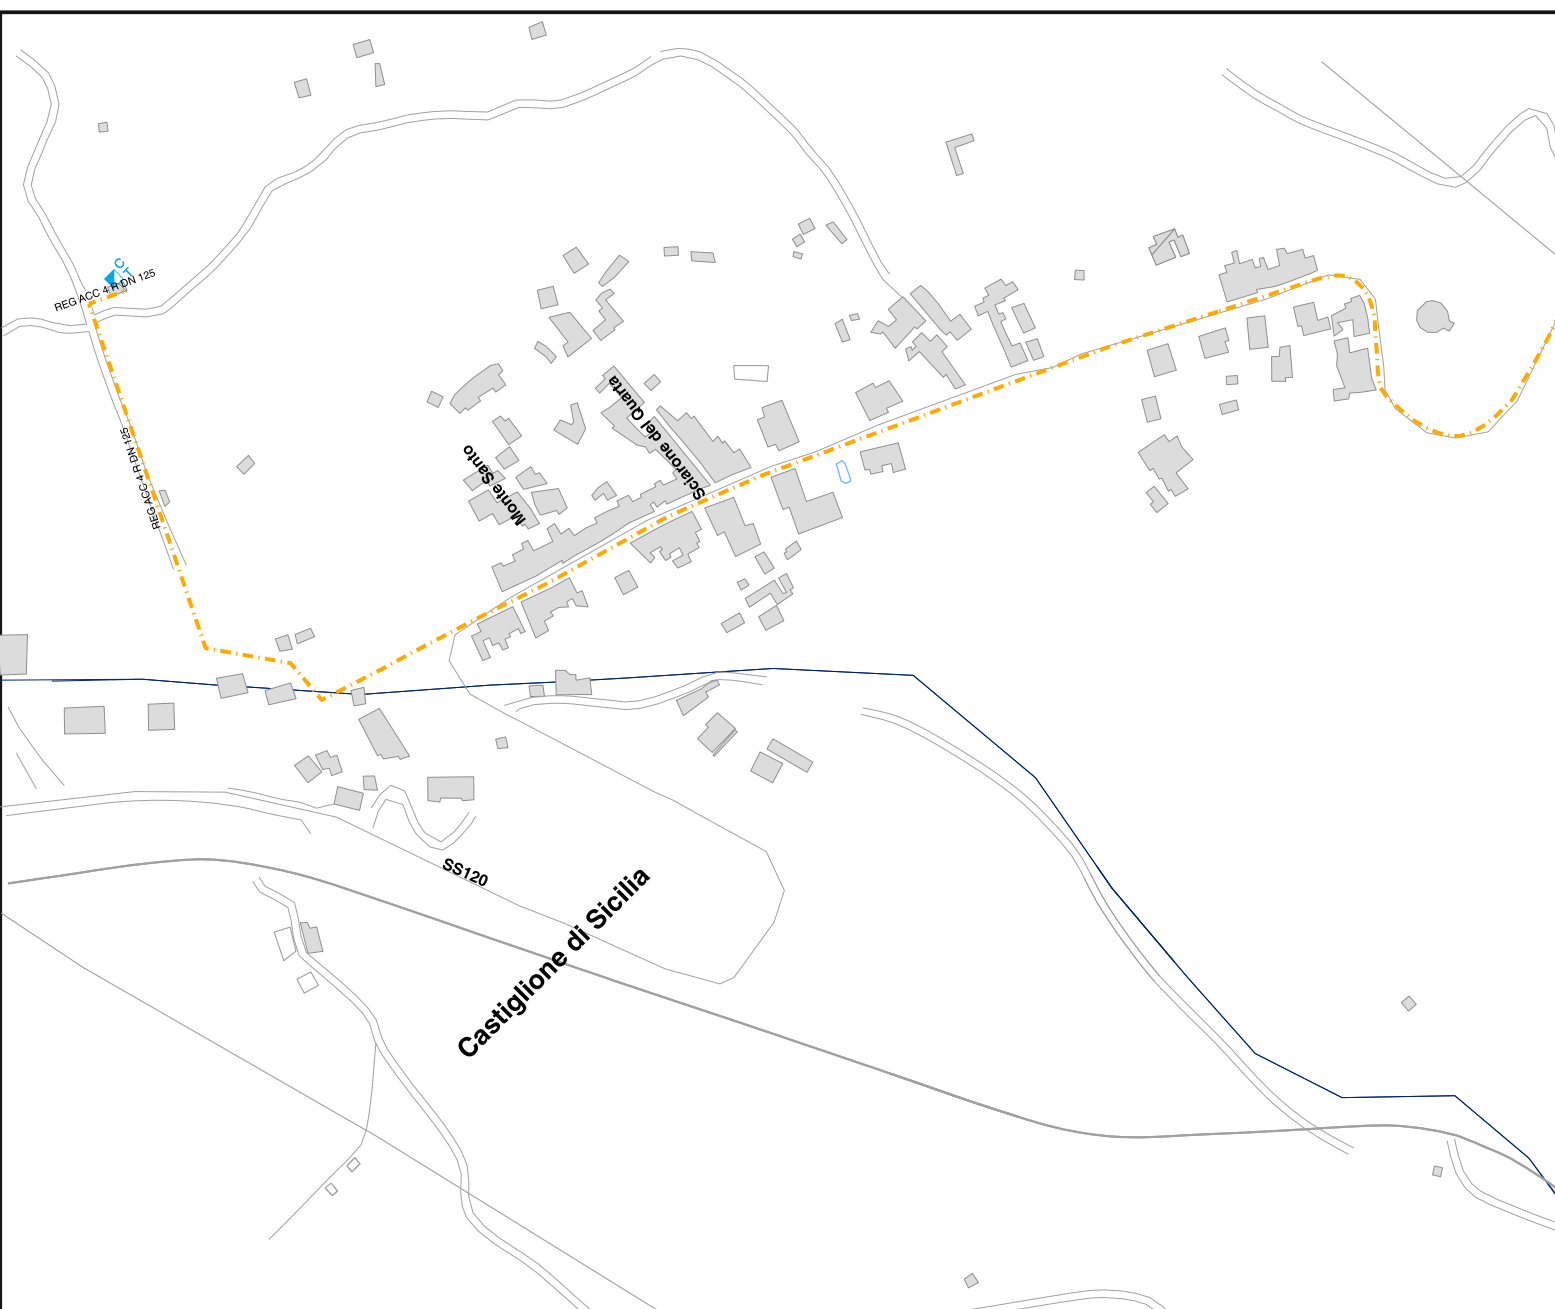 C
T
REG ACC 4 R DN 125
REG ACC 4 R DN 125
Sciarone del Quarta
Monte Santo
SS120
Castiglione di Sicilia